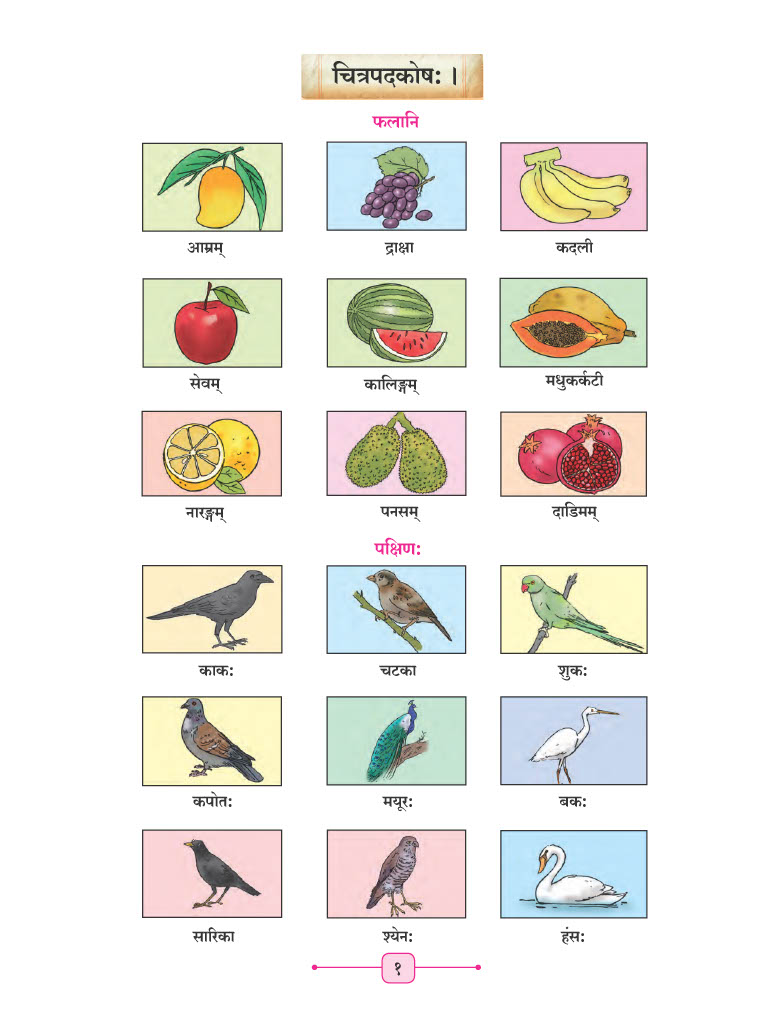 चित्रपदकोषः ।
फलानि
आम्रम् द्राक्षा कदली
सेवम् कालिङ्गम् मधुकर्कटी
नारङ्गम् पनसम् दाडिमम्
पक्षिणः
काकः चटका शुकः
कपोतः मयूरः बकः
सारिका श्येनः हंसः
१